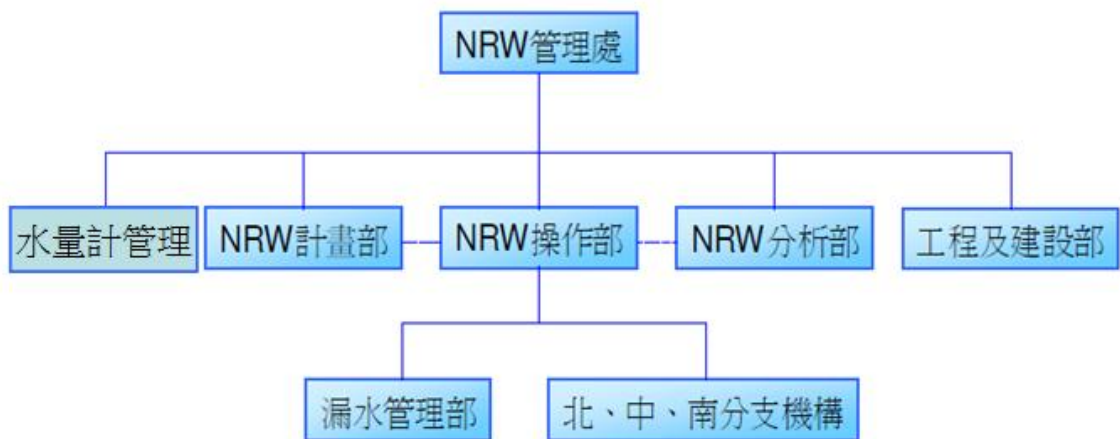 NRW管理處
水量計管理
NRW計畫部
NRW操作部
NRW分析部
工程及建設部
漏水管理部
北、中、南分支機構